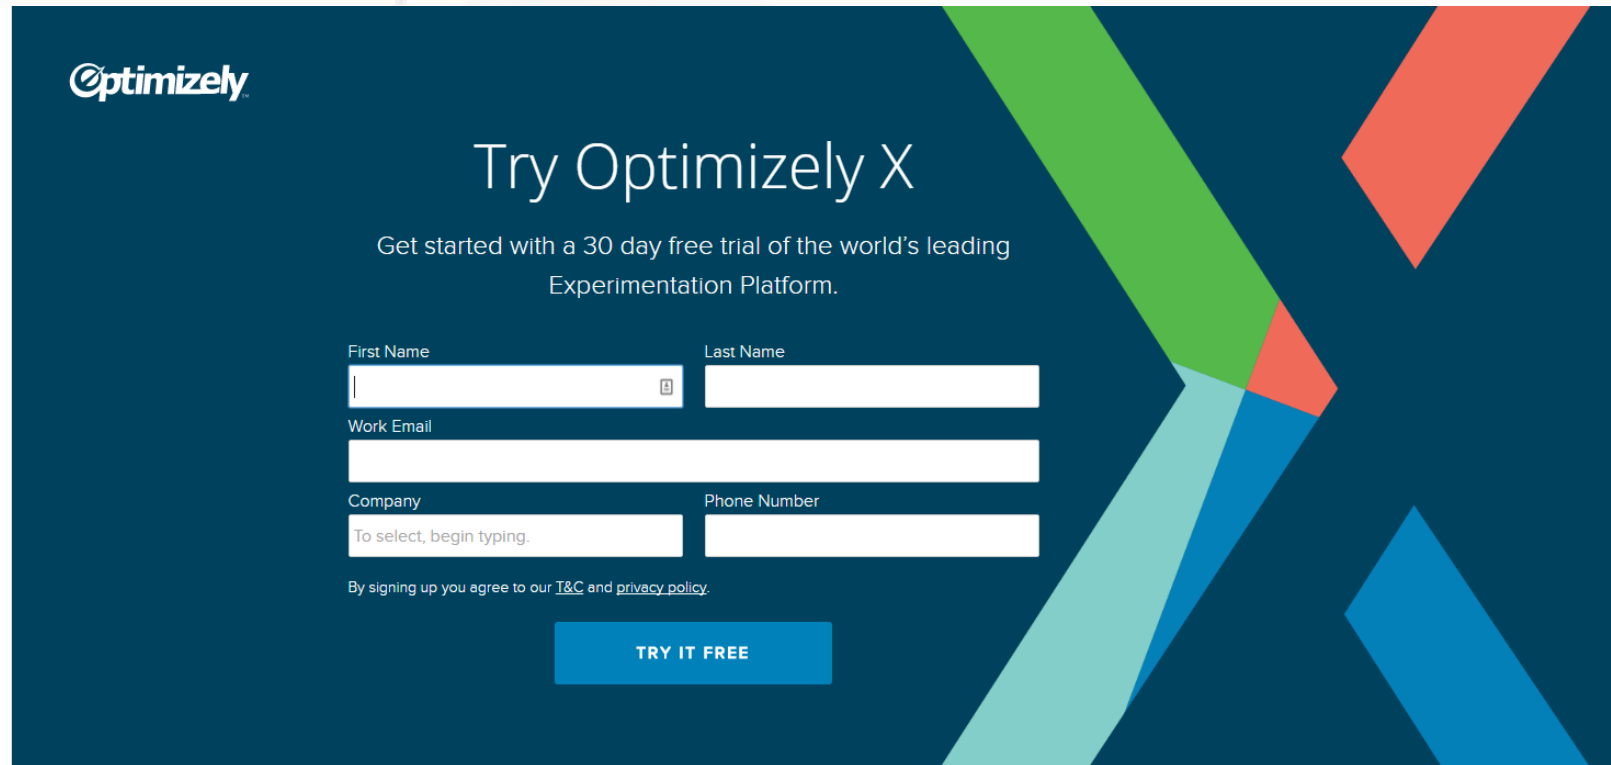 Optimizely™
Try Optimizely X
Get started with a 30 day free trial of the world's leading
Experimentation Platform.
First Name
Last Name
Work Email
Company
Phone Number
To select, begin typing.
By signing up you agree to our T&C and privacy policy.
TRY IT FREE